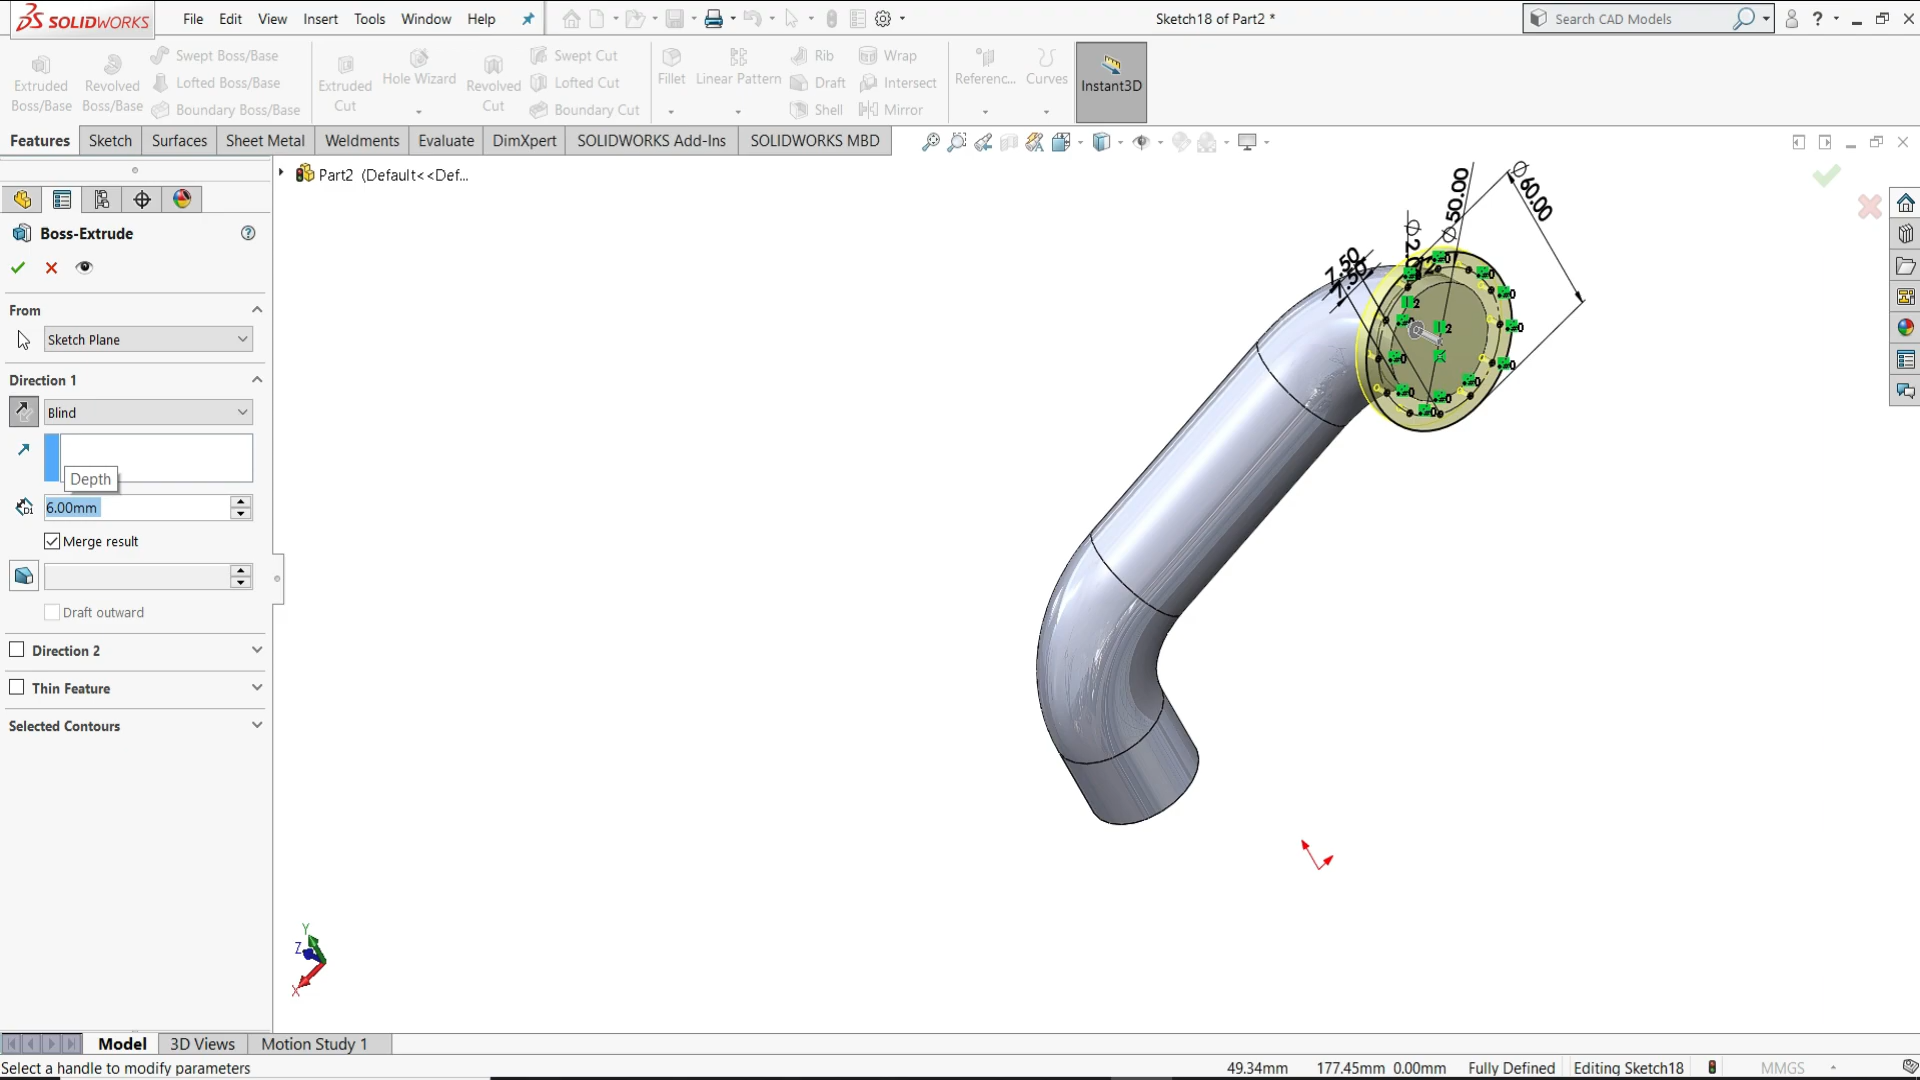 SOLIDWORKS
File Edit View Insert Tools Window Help
Sketch18 of Part2 *
Search CAD Models
Extruded Boss/Base
Revolved Boss/Base
Swept Boss/Base
Lofted Boss/Base
Boundary Boss/Base
Extruded Cut
Hole Wizard
Revolved Cut
Swept Cut
Lofted Cut
Boundary Cut
Fillet
Linear Pattern
Rib
Draft
Shell
Wrap
Intersect
Mirror
Referenc...
Curves
Instant3D
Features Sketch Surfaces Sheet Metal Weldments Evaluate DimXpert SOLIDWORKS Add-Ins SOLIDWORKS MBD
Part2 (Default<<Def...
Boss-Extrude
From
Sketch Plane
Direction 1
Blind
Depth
6.00mm
Merge result
Draft outward
Direction 2
Thin Feature
Selected Contours
7.50
7.50
Ø50.00
Ø60.00
Y
Z
X
Model 3D Views Motion Study 1
Select a handle to modify parameters
49.34mm 177.45mm 0.00mm Fully Defined Editing Sketch18 MMGS